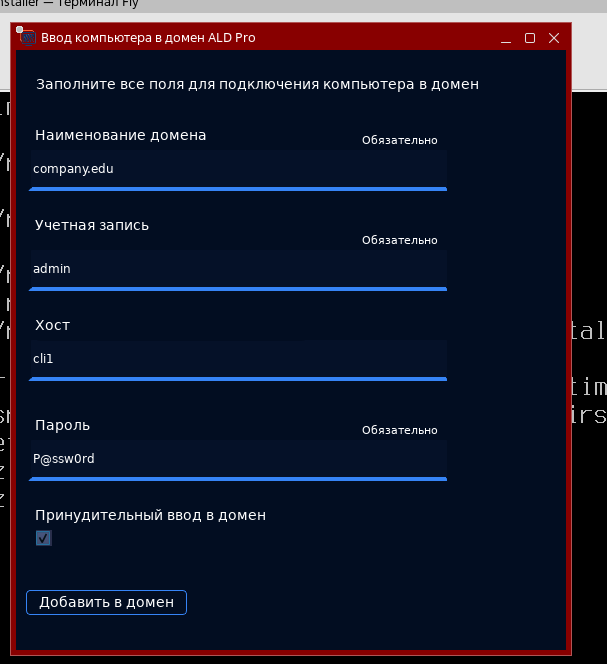 nstaller — Терминал Fly
Ввод компьютера в домен ALD Pro
Заполните все поля для подключения компьютера в домен
Наименование домена
Обязательно
company.edu
Учетная запись
Обязательно
admin
Хост
cli1
tal
tim
Пароль
Обязательно
irs
P@ssw0rd
Принудительный ввод в домен
Добавить в домен